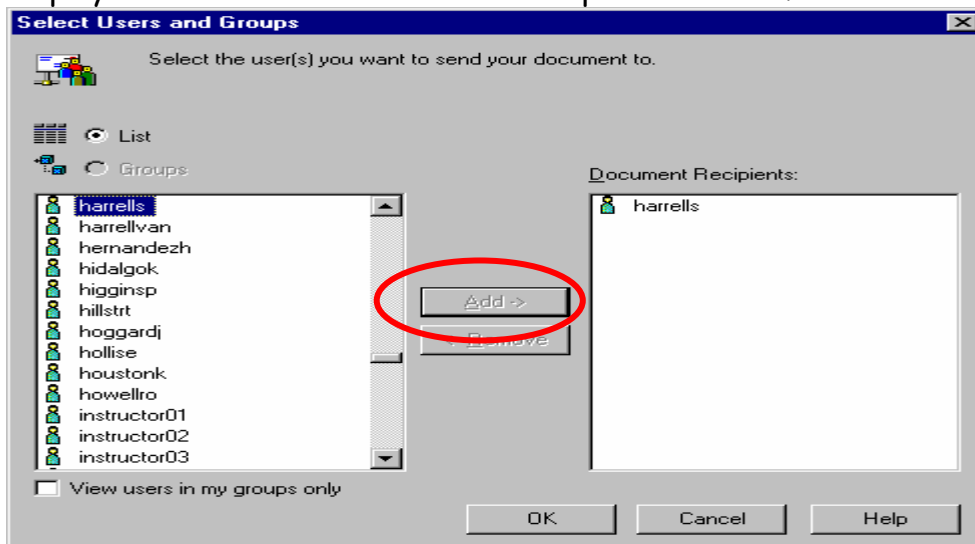 Select Users and Groups
Select the user(s) you want to send your document to.
List
Groups
Document Recipients:
harrells
harrellvan
hernandezh
hidalgok
higginsp
hillstrt
hoggardj
hollise
houstonk
howellro
instructor01
instructor02
instructor03
harrells
Add ->
<- Remove
View users in my groups only
OK Cancel Help